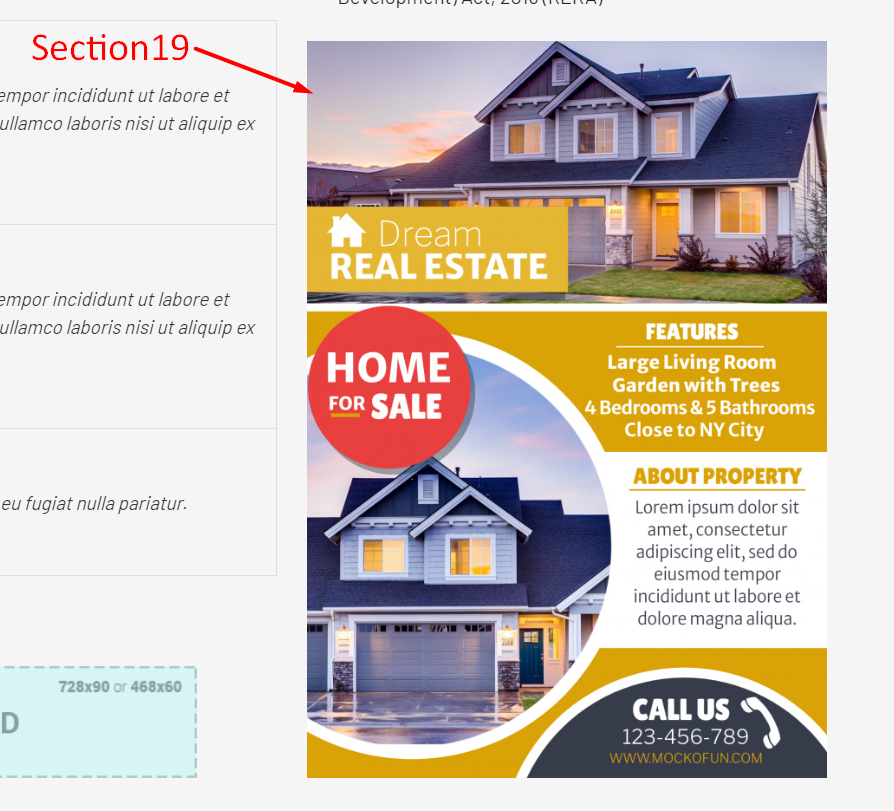 Development) Act, 2016 (RERA)
Section19
empor incididunt ut labore et
ullamco laboris nisi ut aliquip ex
empor incididunt ut labore et
ullamco laboris nisi ut aliquip ex
eu fugiat nulla pariatur.
728x90 or 468x60
D
Dream
REAL ESTATE
HOME
FOR SALE
FEATURES
Large Living Room
Garden with Trees
4 Bedrooms & 5 Bathrooms
Close to NY City
ABOUT PROPERTY
Lorem ipsum dolor sit
amet, consectetur
adipiscing elit, sed do
eiusmod tempor
incididunt ut labore et
dolore magna aliqua.
CALL US
123-456-789
WWW.MOCKOFUN.COM